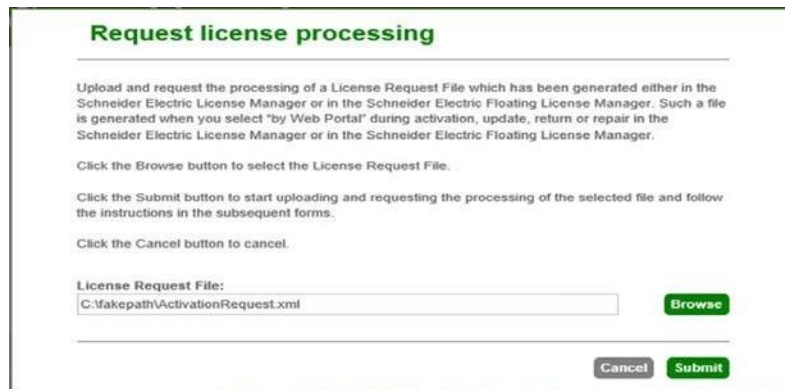 Request license processing
Upload and request the processing of a License Request File which has been generated either in the
Schneider Electric License Manager or in the Schneider Electric Floating License Manager. Such a file
is generated when you select "by Web Portal" during activation, update, return or repair in the
Schneider Electric License Manager or in the Schneider Electric Floating License Manager.
Click the Browse button to select the License Request File.
Click the Submit button to start uploading and requesting the processing of the selected file and follow
the instructions in the subsequent forms.
Click the Cancel button to cancel.
License Request File:
C:\fakepath\ActivationRequest.xml
Browse
Cancel
Submit